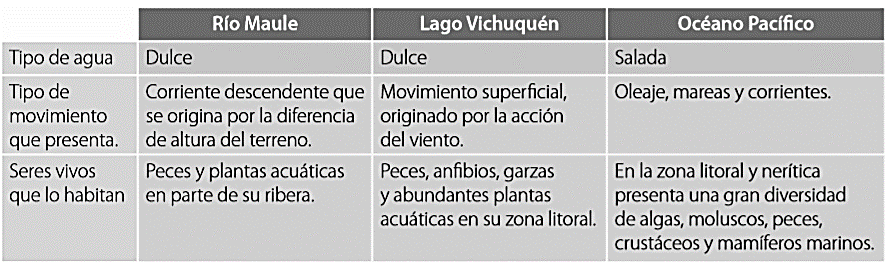 Río Maule Lago Vichuquén Océano Pacífico
Tipo de agua Dulce Dulce Salada
Tipo de
movimiento
que presenta.
Corriente descendente que
se origina por la diferencia
de altura del terreno.
Movimiento superficial,
originado por la acción
del viento.
Oleaje, mareas y corrientes.
Seres vivos
que lo habitan
Peces y plantas acuáticas
en parte de su ribera.
Peces, anfibios, garzas
y abundantes plantas
acuáticas en su zona litoral.
En la zona litoral y nerítica
presenta una gran diversidad
de algas, moluscos, peces,
crustáceos y mamíferos marinos.